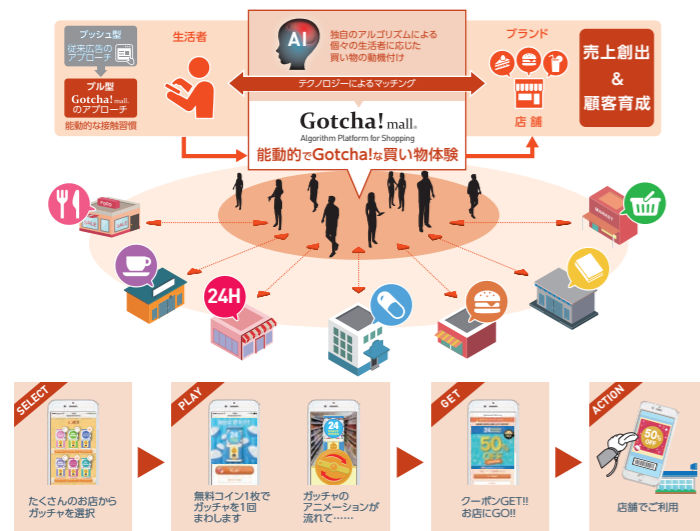 プッシュ型
従来広告の
アプローチ
プル型
Gotcha!mall®
のアプローチ
能動的な接触習慣
生活者
AI
独自のアルゴリズムによる
個々の生活者に応じた
買い物の動機付け
ブランド
店舗
売上創出
&
顧客育成
テクノロジーによるマッチング
Gotcha!mall®
Algorithm Platform for Shopping
能動的でGotcha!な買い物体験
FOOD
MARKET
24H
SELECT
たくさんのお店から
ガッチャを選択
PLAY
24
無料コイン1枚で
ガッチャを1回
まわします
24
ガッチャの
アニメーションが
流れて……
GET
50%
OFF
クーポンGET!!
お店にGO!!
ACTION
50%
OFF
店舗でご利用